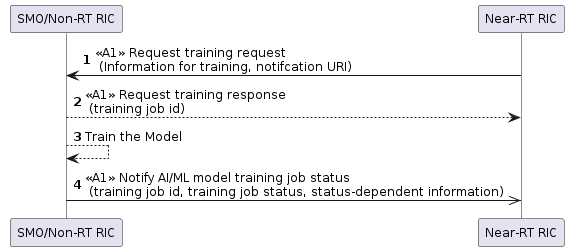 SMO/Non-RT RIC
Near-RT RIC
1 «A1» Request training request
(Information for training, notifcation URI)
2 «A1» Request training response
(training job id)
3 Train the Model
4 «A1» Notify AI/ML model training job status
(training job id, training job status, status-dependent information)
SMO/Non-RT RIC
Near-RT RIC